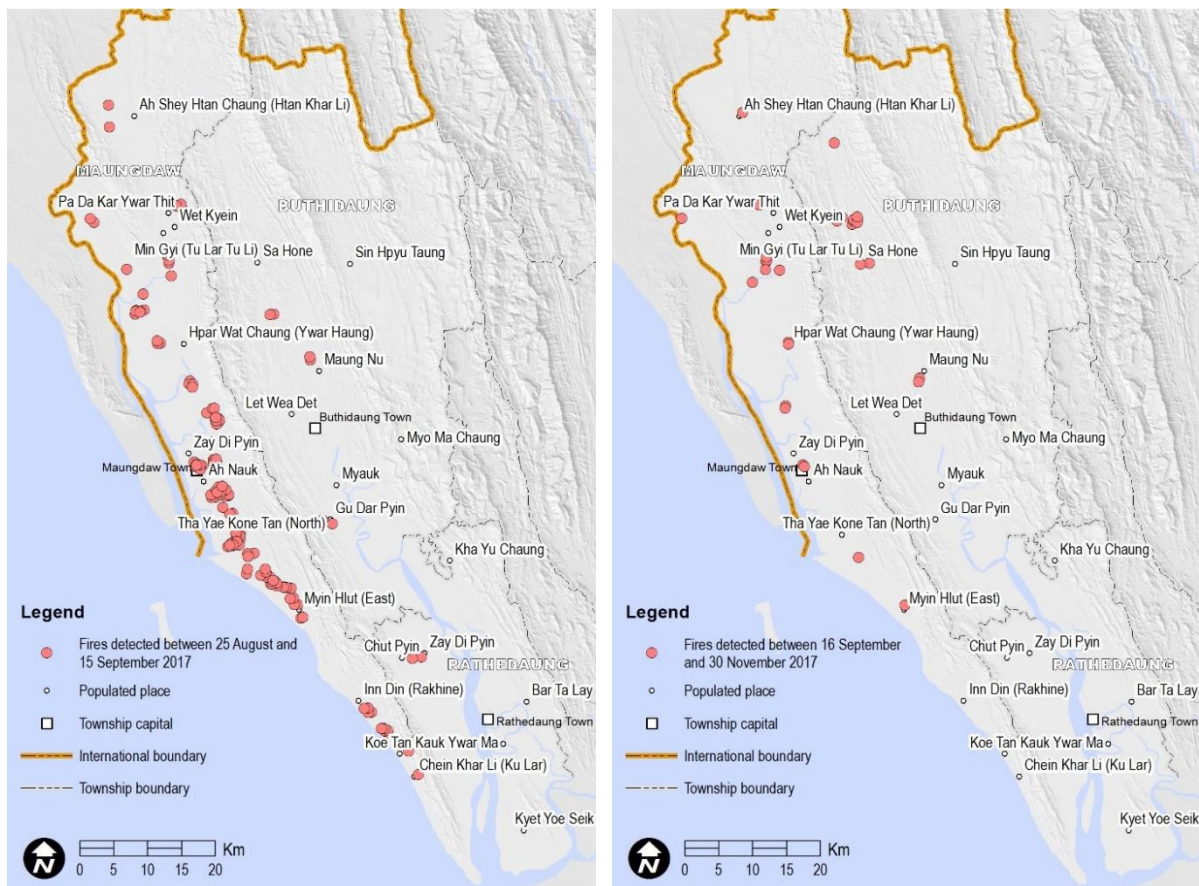 Ah Shey Htan Chaung (Htan Khar Li)
MAUNGDAW
Pa Da Kar Ywar Thit
BUTHIDAUNG
Wet Kyein
Min Gyi (Tu Lar Tu Li)
Sa Hone
Sin Hpyu Taung
Hpar Wat Chaung (Ywar Haung)
Maung Nu
Let Wea Det
Buthidaung Town
Myo Ma Chaung
Zay Di Pyin
Maungdaw Town
Ah Nauk
Myauk
Gu Dar Pyin
Tha Yae Kone Tan (North)
Kha Yu Chaung
Myin Hlut (East)
Chut Pyin
Zay Di Pyin
RATHEDAUNG
Inn Din (Rakhine)
Bar Ta Lay
Rathedaung Town
Koe Tan Kauk Ywar Ma
Chein Khar Li (Ku Lar)
Kyet Yoe Seik
Legend
Fires detected between 25 August and
15 September 2017
Populated place
Township capital
International boundary
Township boundary
N
0 5 10 20
Km
Ah Shey Htan Chaung (Htan Khar Li)
MAUNGDAW
Pa Da Kar Ywar Thit
BUTHIDAUNG
Wet Kyein
Min Gyi (Tu Lar Tu Li)
Sa Hone
Sin Hpyu Taung
Hpar Wat Chaung (Ywar Haung)
Maung Nu
Let Wea Det
Buthidaung Town
Myo Ma Chaung
Zay Di Pyin
Maungdaw Town
Ah Nauk
Myauk
Gu Dar Pyin
Tha Yae Kone Tan (North)
Kha Yu Chaung
Myin Hlut (East)
Chut Pyin
Zay Di Pyin
RATHEDAUNG
Inn Din (Rakhine)
Bar Ta Lay
Rathedaung Town
Koe Tan Kauk Ywar Ma
Chein Khar Li (Ku Lar)
Kyet Yoe Seik
Legend
Fires detected between 16 September
and 30 November 2017
Populated place
Township capital
International boundary
Township boundary
N
0 5 10 20
Km